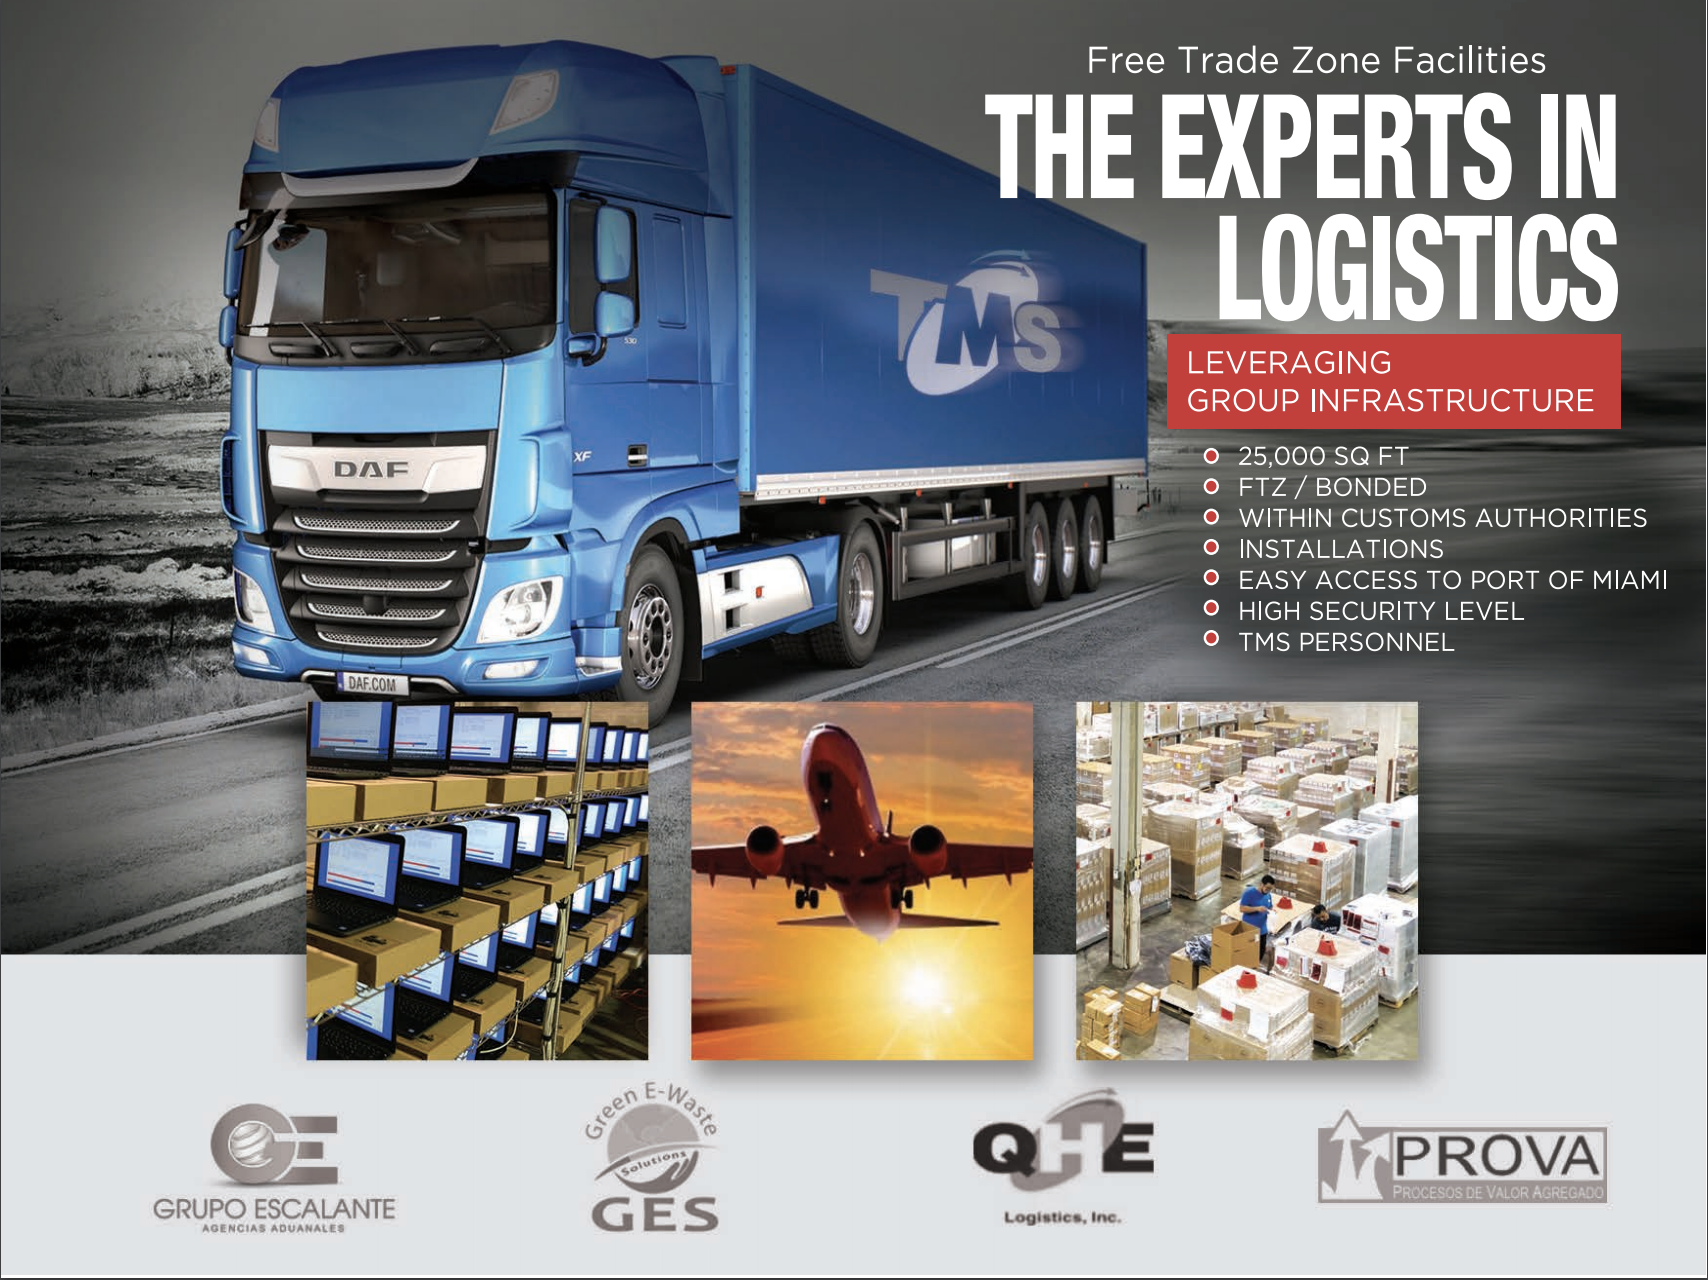 Free Trade Zone Facilities
THE EXPERTS IN
LOGISTICS
LEVERAGING
GROUP INFRASTRUCTURE
25,000 SQ FT
FTZ / BONDED
WITHIN CUSTOMS AUTHORITIES
INSTALLATIONS
EASY ACCESS TO PORT OF MIAMI
HIGH SECURITY LEVEL
TMS PERSONNEL
TMS
530
XF
DAF
DAF.COM
GE
GRUPO ESCALANTE
AGENCIAS ADUANALES
Green E-Waste
Solutions
GES
QHE
Logistics, Inc.
PROVA
PROCESOS DE VALOR AGREGADO